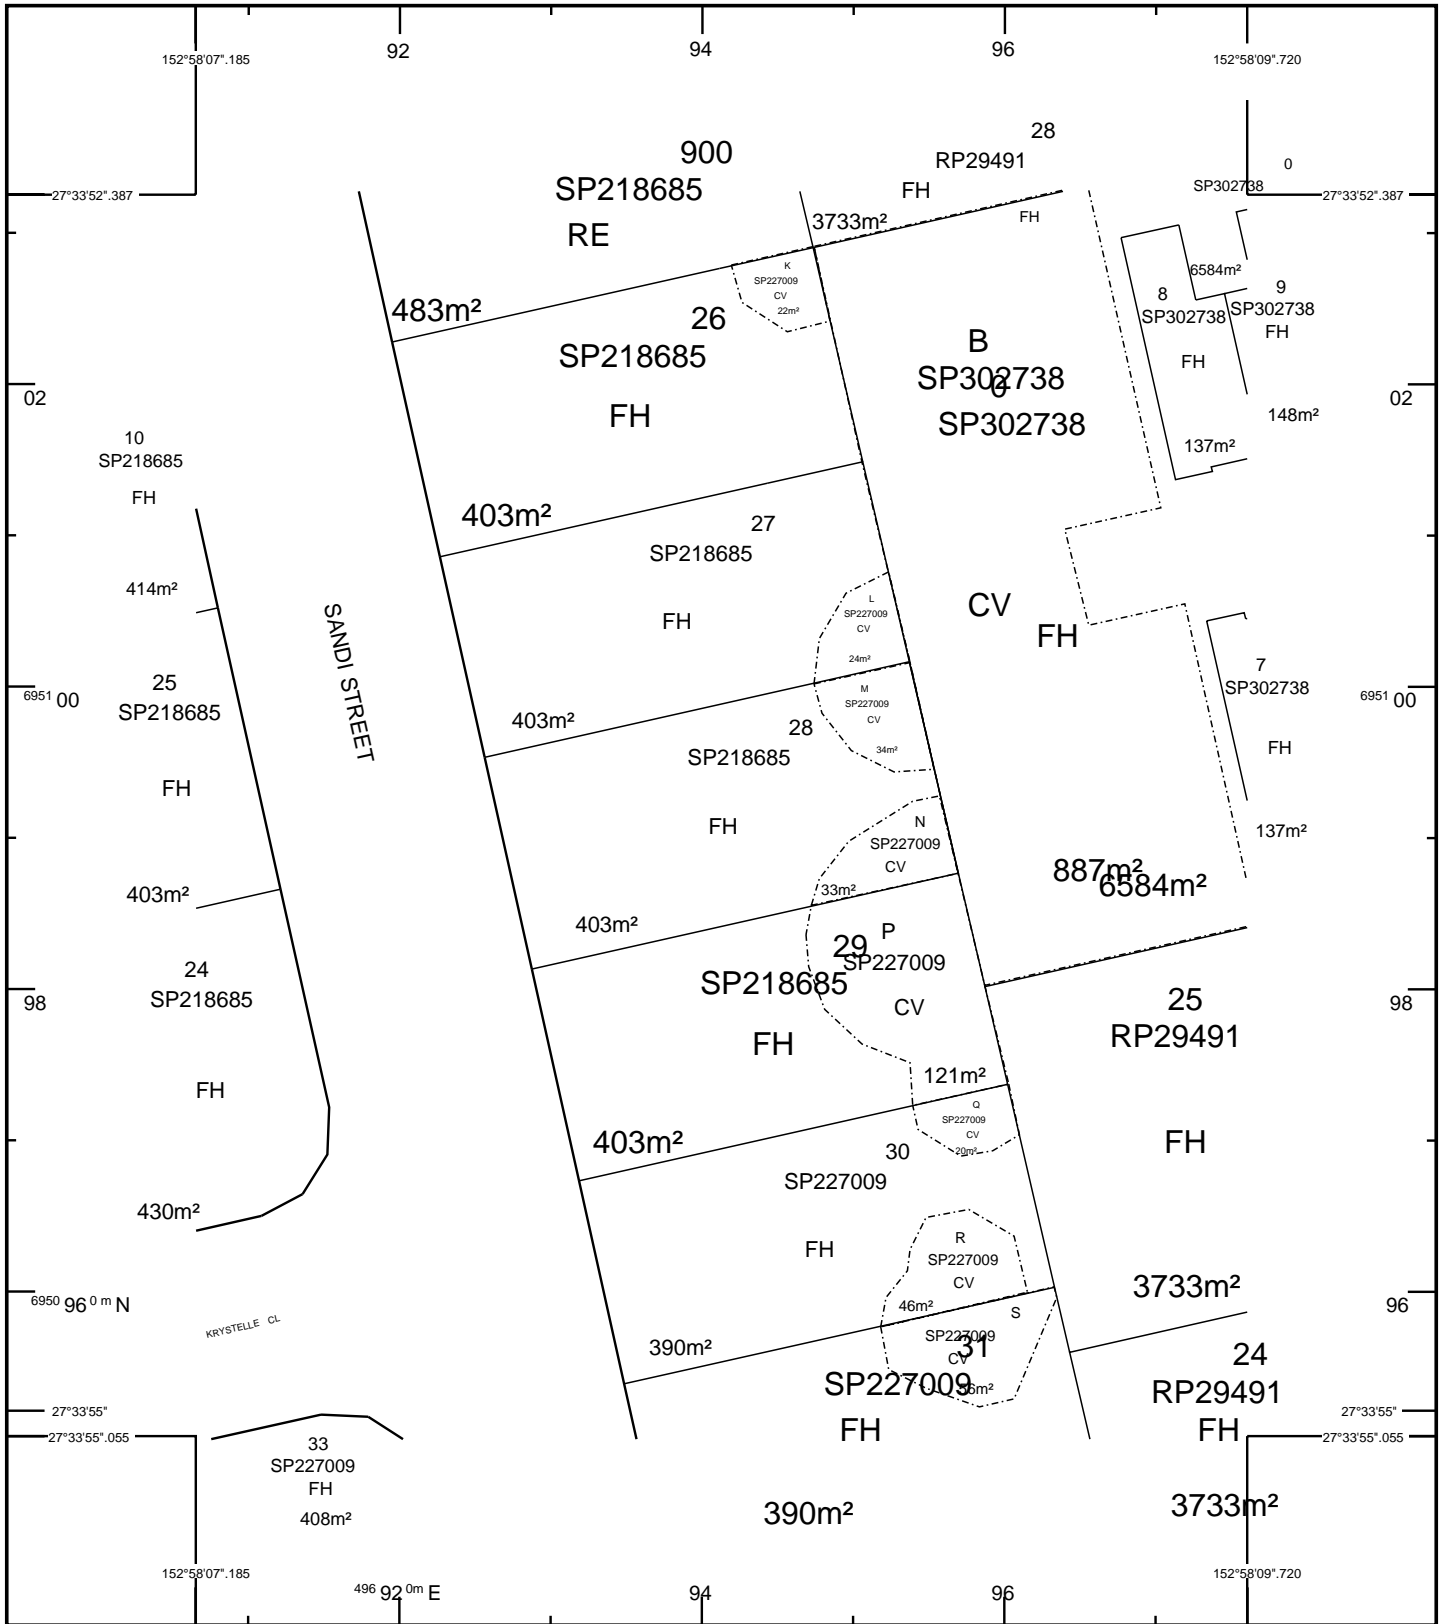 92
94
96
152°58'07".185
152°58'09".720
27°33'52".387
27°33'52".387
900
SP218685
RE
28
RP29491
FH
3733m²
FH
0
SP302738
6584m²
483m²
K
SP227009
CV
22m²
26
SP218685
FH
B
SP302738
0
SP302738
8
SP302738
FH
137m²
9
SP302738
FH
148m²
02
02
10
SP218685
FH
414m²
403m²
27
SP218685
FH
L
SP227009
CV
24m²
CV
FH
SANDI STREET
25
SP218685
FH
6951 00
6951 00
403m²
M
SP227009
CV
34m²
28
SP218685
FH
7
SP302738
FH
137m²
N
SP227009
CV
33m²
887m²
6584m²
403m²
403m²
24
SP218685
FH
98
98
29
SP218685
FH
P
SP227009
CV
121m²
25
RP29491
FH
403m²
Q
SP227009
CV
20m²
30
SP227009
FH
430m²
R
SP227009
CV
46m²
3733m²
6950 96 0 m N
96
KRYSTELLE CL
390m²
S
SP227009
CV
31
SP227009
FH
24
RP29491
FH
27°33'55"
27°33'55"
27°33'55".055
27°33'55".055
33
SP227009
FH
408m²
390m²
3733m²
152°58'07".185
152°58'09".720
496 92 0m E
94
96